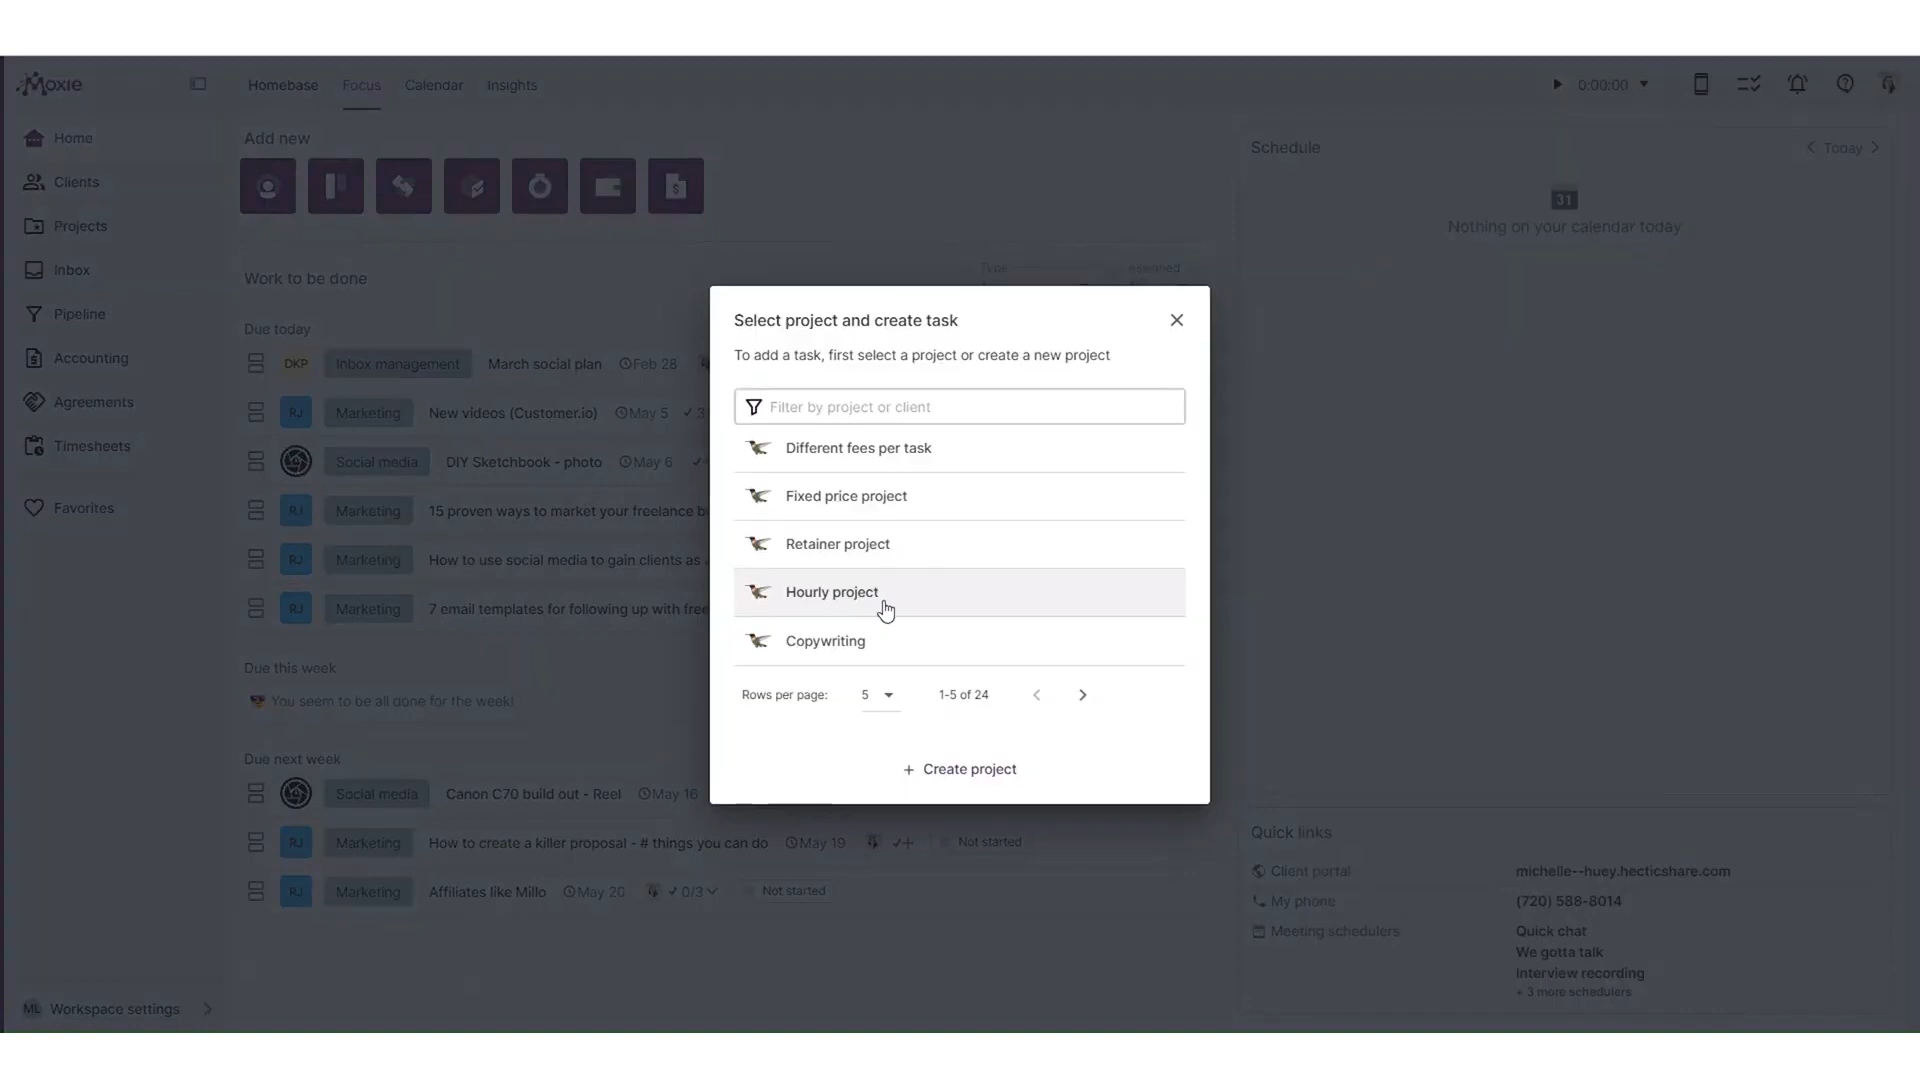 Moxie
Homebase Focus Calendar Insights
0:00:00
Home
Clients
Projects
Inbox
Pipeline
Accounting
Agreements
Timesheets
Favorites
ML Workspace settings
Add new
Work to be done
Type
Due today
DKP Inbox management March social plan Feb 28
RJ Marketing New videos (Customer.io) May 5 3
Social media DIY Sketchbook - photo May 6
RJ Marketing 15 proven ways to market your freelance
RJ Marketing How to use social media to gain clients as
RJ Marketing 7 email templates for following up with
Due this week
You seem to be all done for the week!
Due next week
Social media Canon C70 build out - Reel May 16
RJ Marketing How to create a killer proposal - # things you can do May 19 Not started
RJ Marketing Affiliates like Millo May 20 0/3 Not started
Select project and create task
To add a task, first select a project or create a new project
Filter by project or client
Different fees per task
Fixed price project
Retainer project
Hourly project
Copywriting
Rows per page: 5 1-5 of 24
+ Create project
Schedule
Today
31
Nothing on your calendar today
Quick links
Client portal michelle--huey.hecticshare.com
My phone (720) 588-8014
Meeting schedulers Quick chat
We gotta talk
Interview recording
+ 3 more schedulers